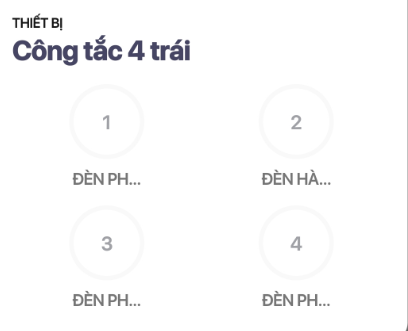 THIẾT BỊ
Công tắc 4 trái
1
2
ĐÈN PH...
ĐÈN HÀ...
3
4
ĐÈN PH...
ĐÈN PH...